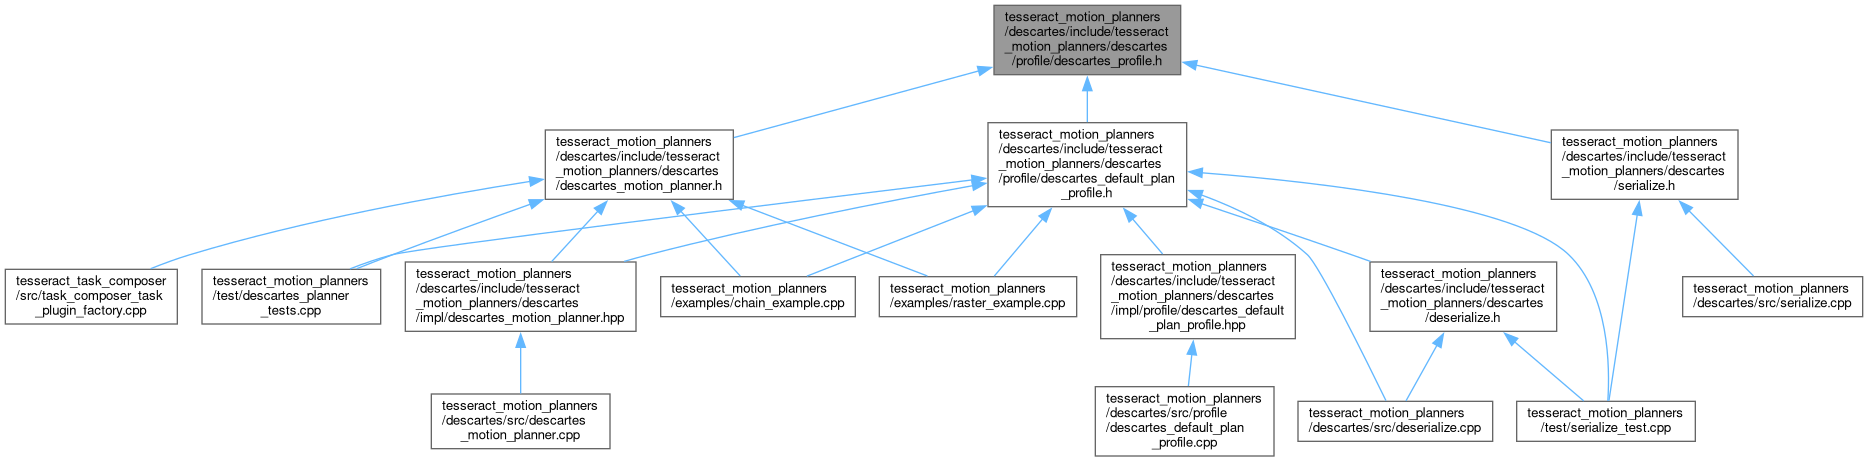 tesseract_motion_planners
/descartes/include/tesseract
_motion_planners/descartes
/profile/descartes_profile.h
tesseract_motion_planners
/descartes/include/tesseract
_motion_planners/descartes
/descartes_motion_planner.h
tesseract_motion_planners
/descartes/include/tesseract
_motion_planners/descartes
/profile/descartes_default_plan
_profile.h
tesseract_motion_planners
/descartes/include/tesseract
_motion_planners/descartes
/serialize.h
tesseract_task_composer
/src/task_composer_task
_plugin_factory.cpp
tesseract_motion_planners
/test/descartes_planner
_tests.cpp
tesseract_motion_planners
/descartes/include/tesseract
_motion_planners/descartes
/impl/descartes_motion_planner.hpp
tesseract_motion_planners
/examples/chain_example.cpp
tesseract_motion_planners
/examples/raster_example.cpp
tesseract_motion_planners
/descartes/include/tesseract
_motion_planners/descartes
/impl/profile/descartes_default
_plan_profile.hpp
tesseract_motion_planners
/descartes/include/tesseract
_motion_planners/descartes
/deserialize.h
tesseract_motion_planners
/descartes/src/serialize.cpp
tesseract_motion_planners
/descartes/src/descartes
_motion_planner.cpp
tesseract_motion_planners
/descartes/src/profile
/descartes_default_plan
_profile.cpp
tesseract_motion_planners
/descartes/src/deserialize.cpp
tesseract_motion_planners
/test/serialize_test.cpp